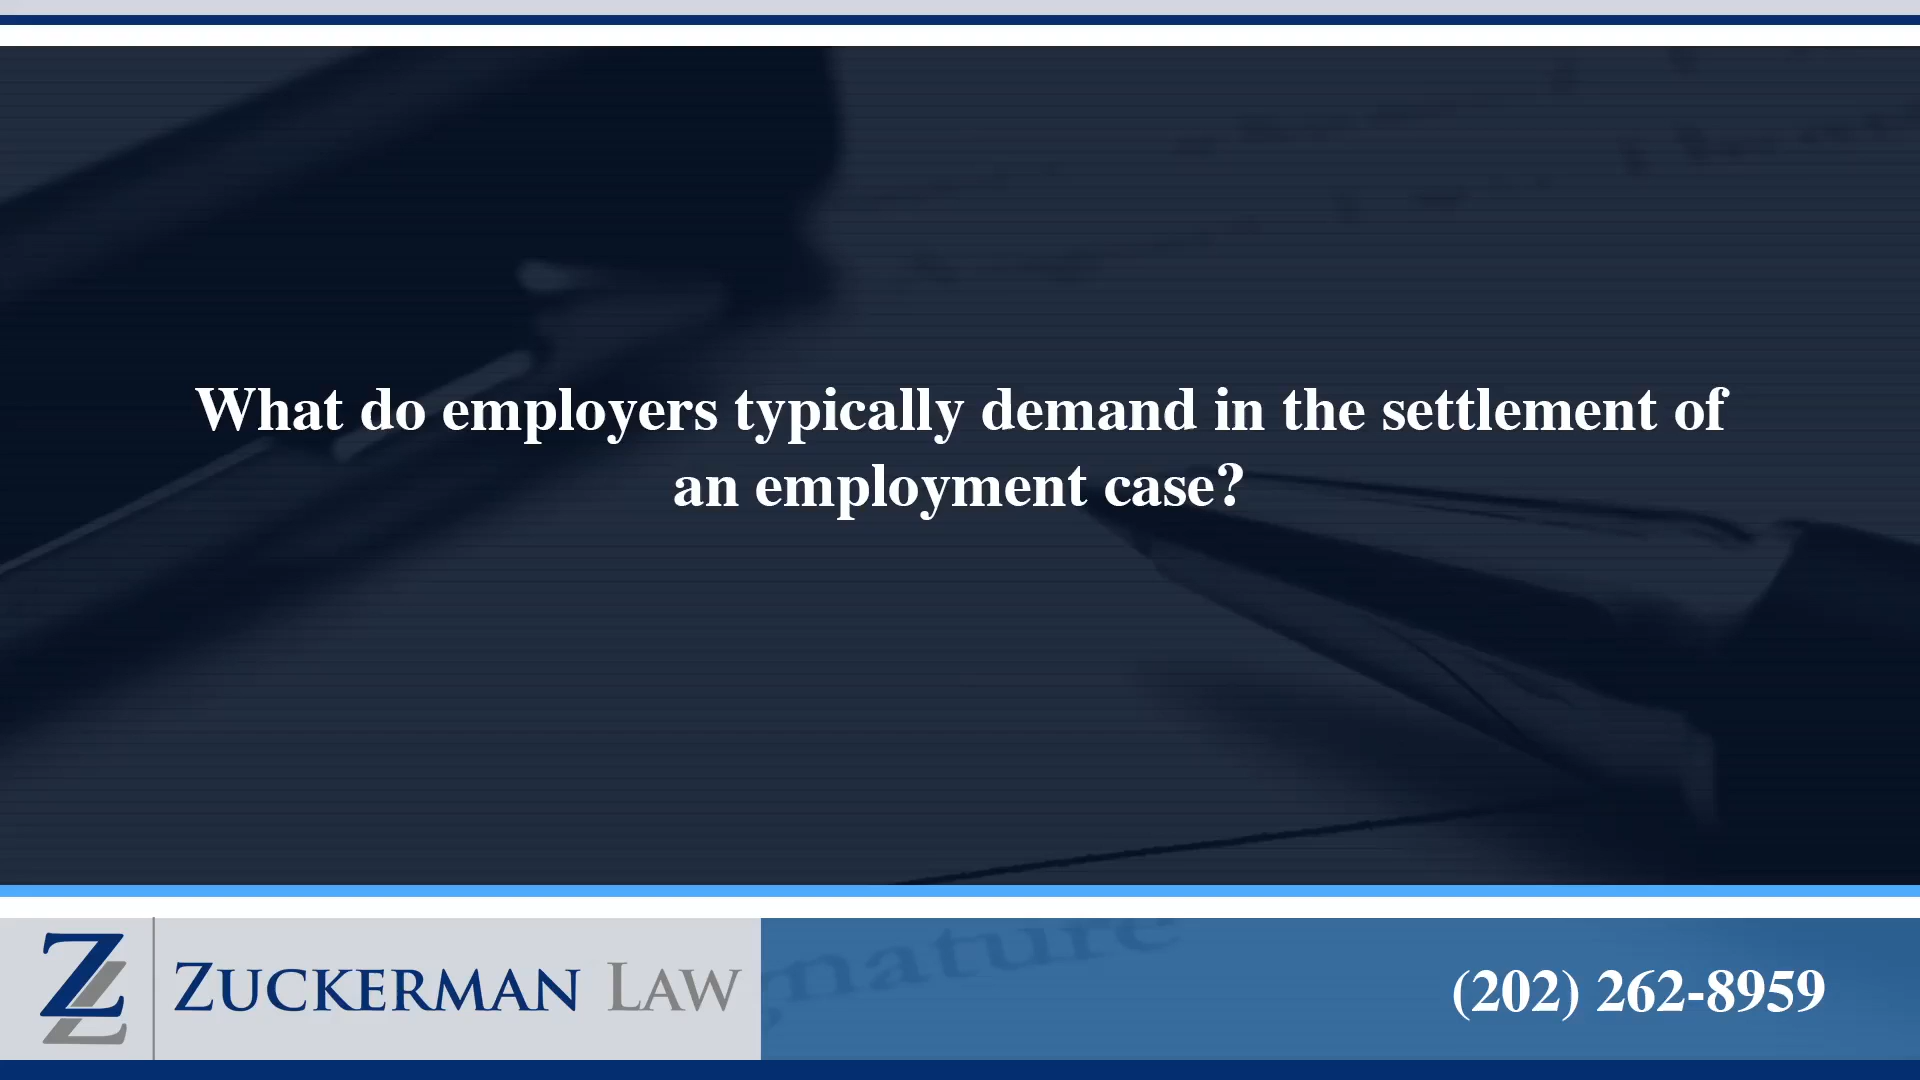 What do employers typically demand in the settlement of
an employment case?
ZUCKERMAN LAW
(202) 262-8959